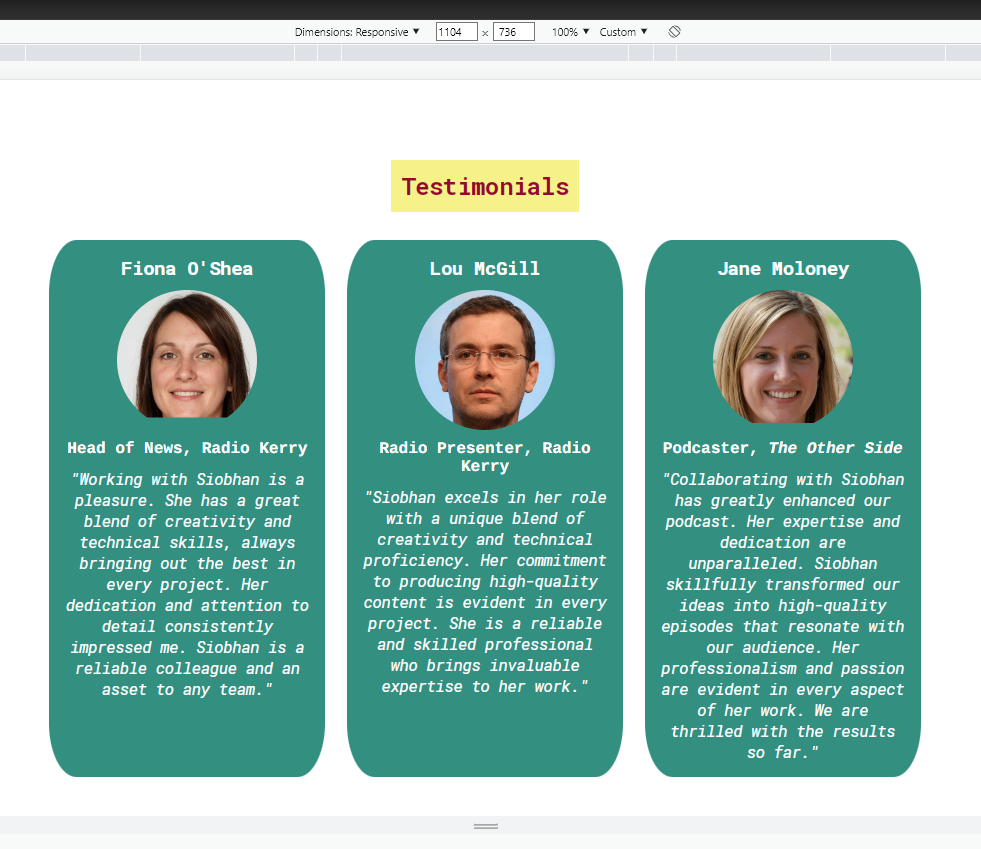 Dimensions: Responsive ▼ 1104 × 736 100% ▼ Custom ▼
Testimonials
Fiona O'Shea
Head of News, Radio Kerry
"Working with Siobhan is a
pleasure. She has a great
blend of creativity and
technical skills, always
bringing out the best in
every project. Her
dedication and attention to
detail consistently
impressed me. Siobhan is a
reliable colleague and an
asset to any team."
Lou McGill
Radio Presenter, Radio
Kerry
"Siobhan excels in her role
with a unique blend of
creativity and technical
proficiency. Her commitment
to producing high-quality
content is evident in every
project. She is a reliable
and skilled professional
who brings invaluable
expertise to her work."
Jane Moloney
Podcaster, The Other Side
"Collaborating with Siobhan
has greatly enhanced our
podcast. Her expertise and
dedication are
unparalleled. Siobhan
skillfully transformed our
ideas into high-quality
episodes that resonate with
our audience. Her
professionalism and passion
are evident in every aspect
of her work. We are
thrilled with the results
so far."